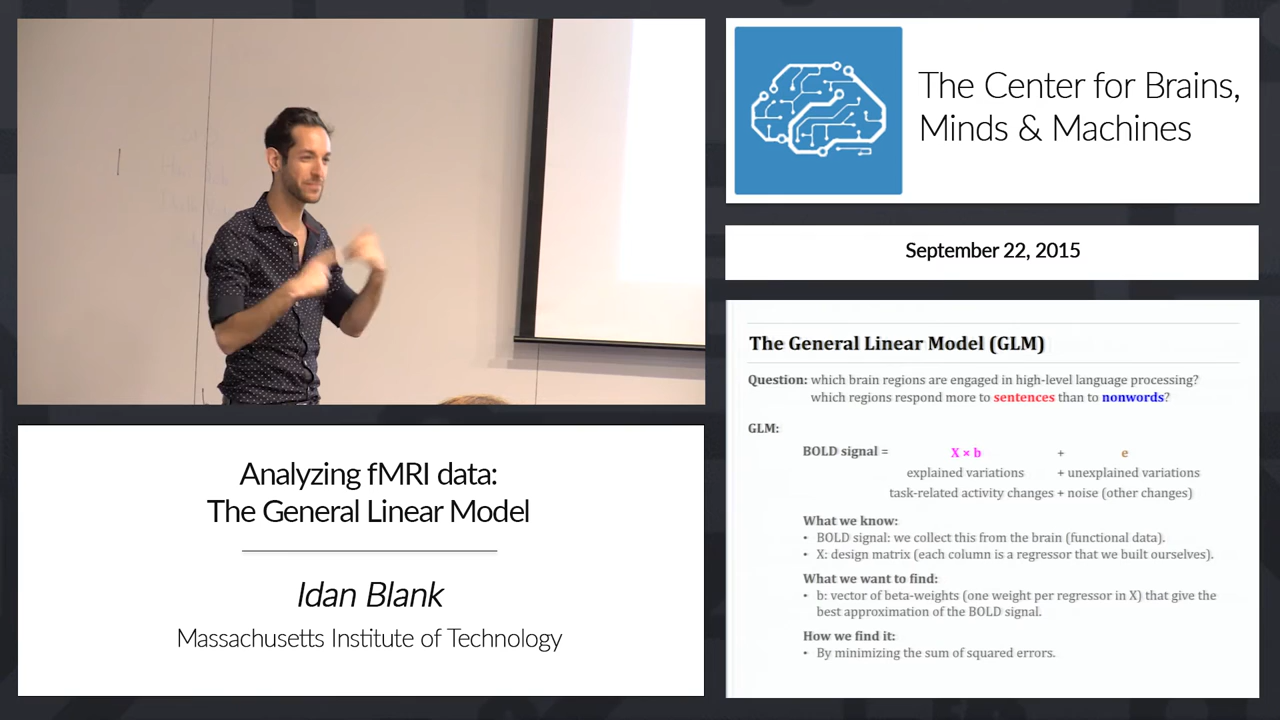 The Center for Brains,
Minds & Machines
September 22, 2015
Analyzing fMRI data:
The General Linear Model
Idan Blank
Massachusetts Institute of Technology
The General Linear Model (GLM)
Question: which brain regions are engaged in high-level language processing?
which regions respond more to sentences than to nonwords?
GLM:
BOLD signal = X × b + e
explained variations + unexplained variations
task-related activity changes + noise (other changes)
What we know:
• BOLD signal: we collect this from the brain (functional data).
• X: design matrix (each column is a regressor that we built ourselves).
What we want to find:
• b: vector of beta-weights (one weight per regressor in X) that give the
best approximation of the BOLD signal.
How we find it:
• By minimizing the sum of squared errors.